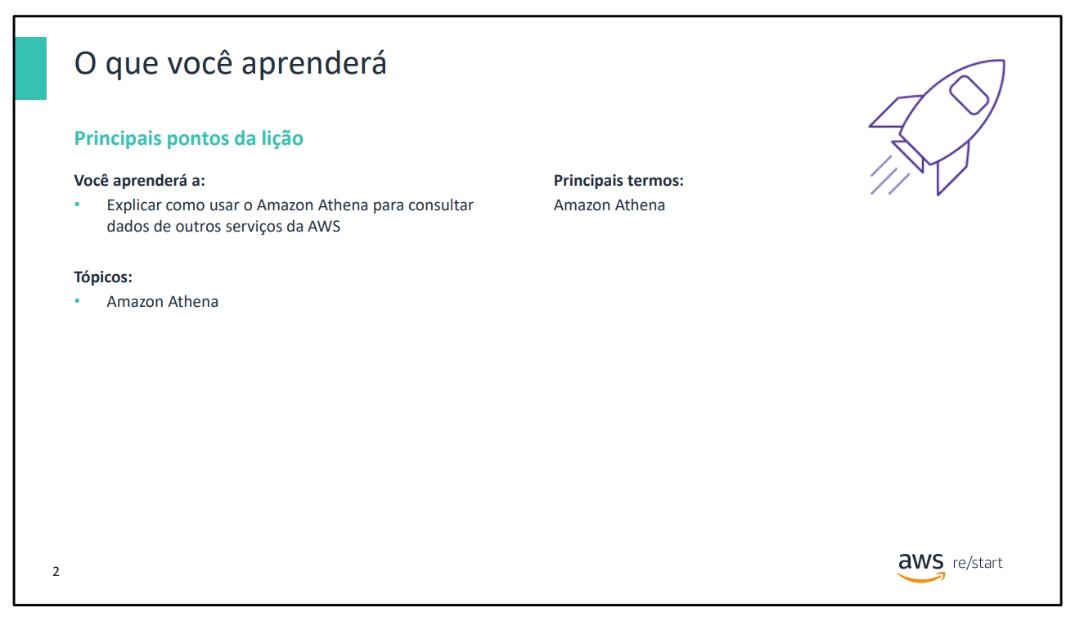 O que você aprenderá
Principais pontos da lição
Você aprenderá a:
• Explicar como usar o Amazon Athena para consultar
dados de outros serviços da AWS
Tópicos:
• Amazon Athena
Principais termos:
Amazon Athena
2
aws re/start